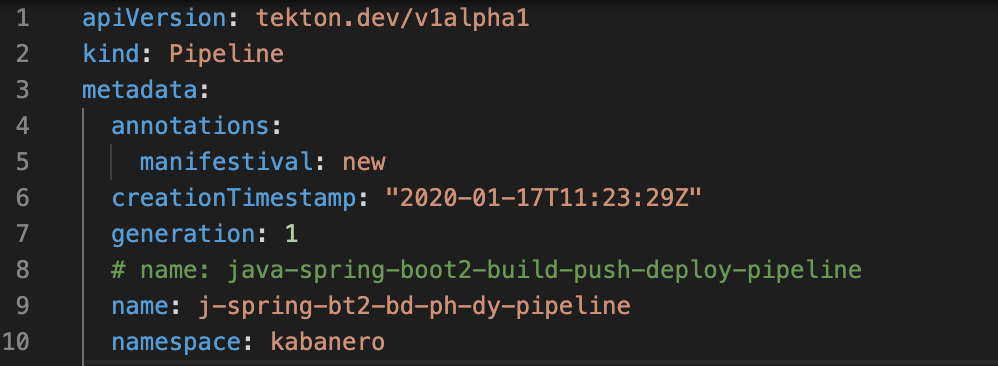 1 apiVersion: tekton.dev/v1alpha1
2 kind: Pipeline
3 metadata:
4   annotations:
5     manifestival: new
6   creationTimestamp: "2020-01-17T11:23:29Z"
7   generation: 1
8   # name: java-spring-boot2-build-push-deploy-pipeline
9   name: j-spring-bt2-bd-ph-dy-pipeline
10   namespace: kabanero